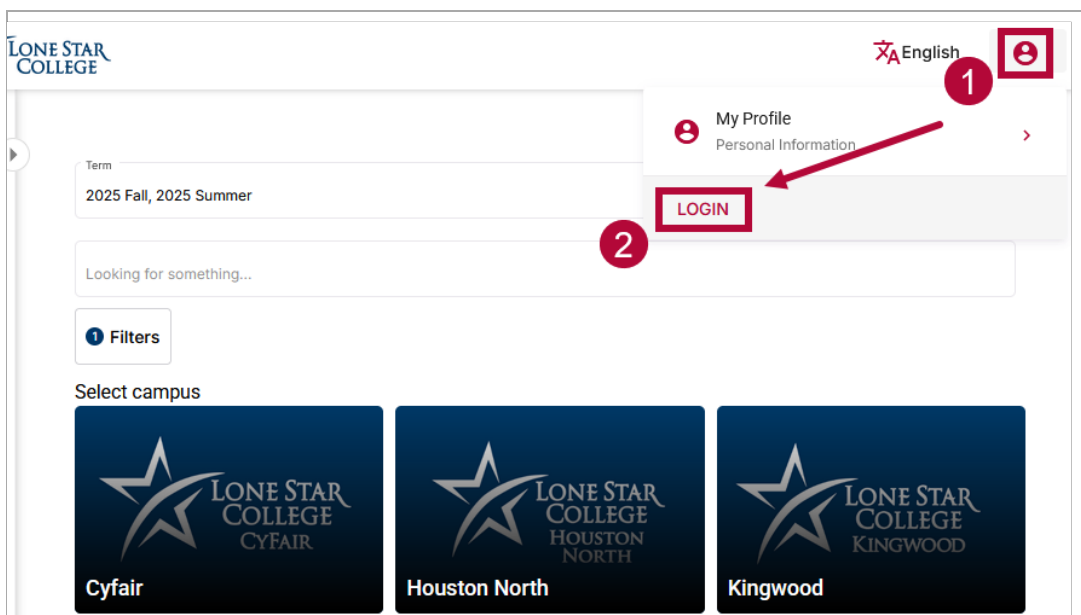 LONE STAR
COLLEGE
English
1
My Profile
Personal Information
LOGIN
2
Term
2025 Fall, 2025 Summer
Looking for something...
1 Filters
Select campus
LONE STAR
COLLEGE
CYFAIR
Cyfair
LONE STAR
COLLEGE
HOUSTON
NORTH
Houston North
LONE STAR
COLLEGE
KINGWOOD
Kingwood